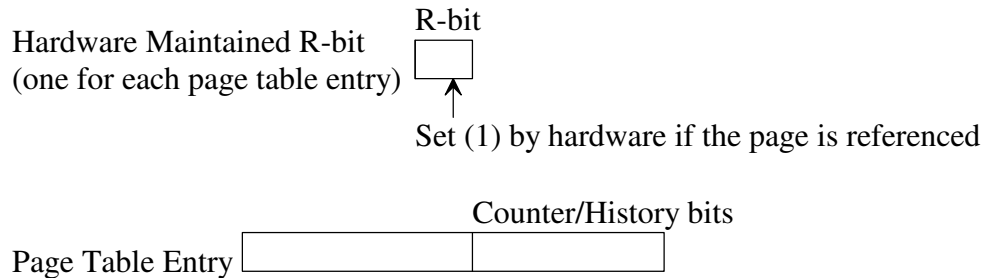 R-bit
Hardware Maintained R-bit
(one for each page table entry)
Set (1) by hardware if the page is referenced
Counter/History bits
Page Table Entry